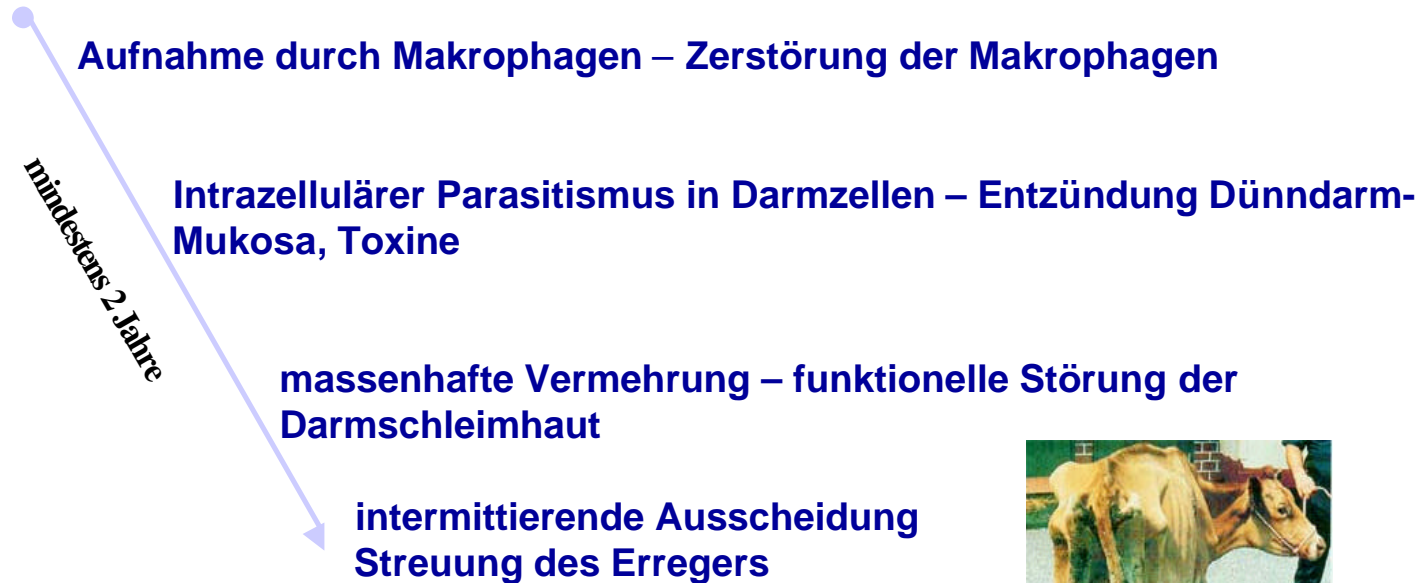 Aufnahme durch Makrophagen – Zerstörung der Makrophagen
mindestens 2 Jahre
Intrazellulärer Parasitismus in Darmzellen – Entzündung Dünndarm-
Mukosa, Toxine
massenhafte Vermehrung – funktionelle Störung der
Darmschleimhaut
intermittierende Ausscheidung
Streuung des Erregers